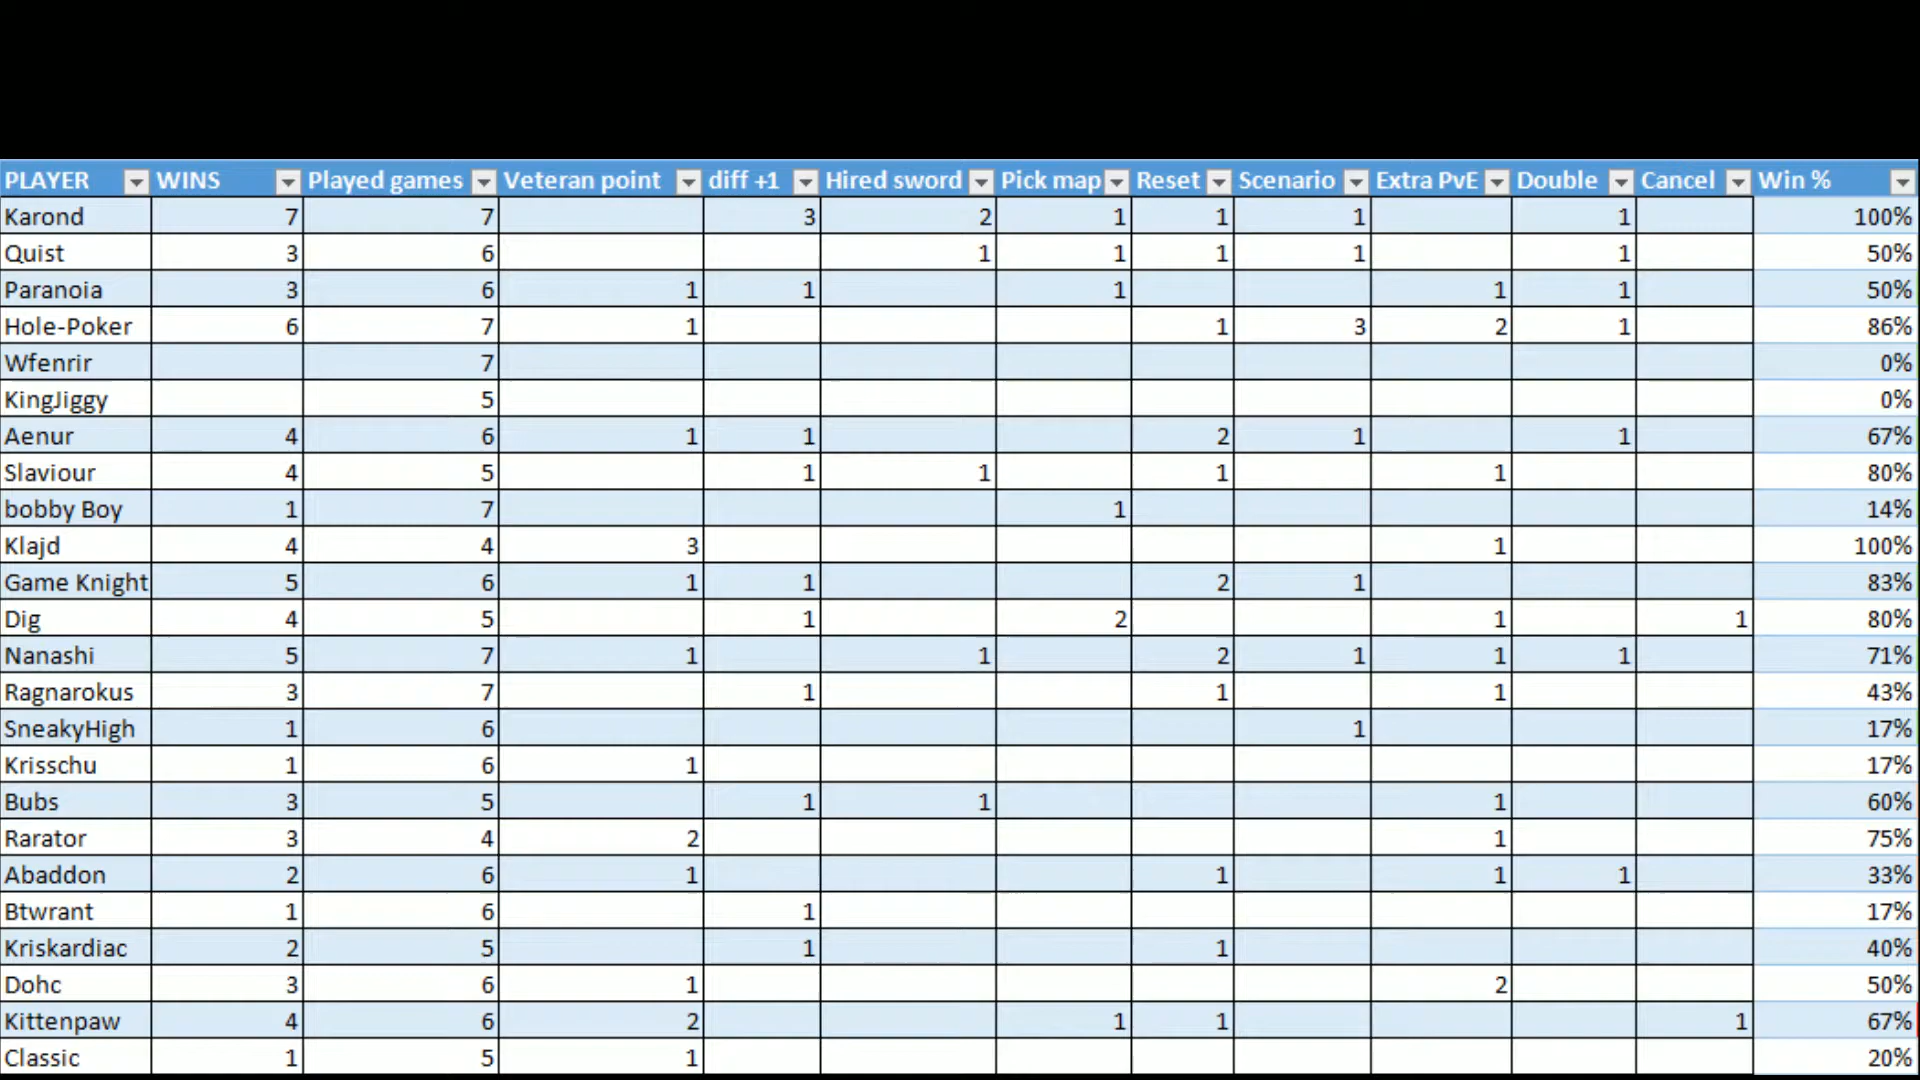 PLAYER WINS Played games Veteran point diff +1 Hired sword Pick map Reset Scenario Extra PvE Double Cancel Win %
Karond 7 7 3 2 1 1 1 1 100%
Quist 3 6 1 1 1 1 1 50%
Paranoia 3 6 1 1 1 1 1 50%
Hole-Poker 6 7 1 1 3 2 1 86%
Wfenrir 7 0%
KingJiggy 5 0%
Aenur 4 6 1 1 2 1 1 67%
Slaviour 4 5 1 1 1 1 80%
bobby Boy 1 7 1 14%
Klajd 4 4 3 1 100%
Game Knight 5 6 1 1 2 1 83%
Dig 4 5 1 2 1 1 80%
Nanashi 5 7 1 1 2 1 1 1 71%
Ragnarokus 3 7 1 1 1 43%
SneakyHigh 1 6 1 17%
Krisschu 1 6 1 17%
Bubs 3 5 1 1 1 60%
Rarator 3 4 2 1 75%
Abaddon 2 6 1 1 1 1 33%
Btwrant 1 6 1 17%
Kriskardiac 2 5 1 1 40%
Dohc 3 6 1 2 50%
Kittenpaw 4 6 2 1 1 1 67%
Classic 1 5 1 20%